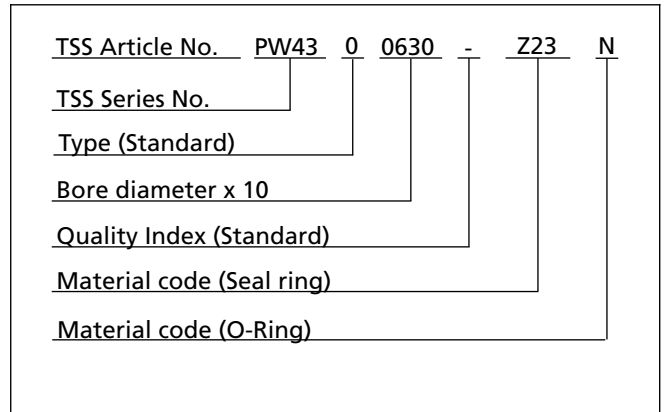 TSS Article No. PW43 0 0630 - Z23 N
TSS Series No.
Type (Standard)
Bore diameter x 10
Quality Index (Standard)
Material code (Seal ring)
Material code (O-Ring)